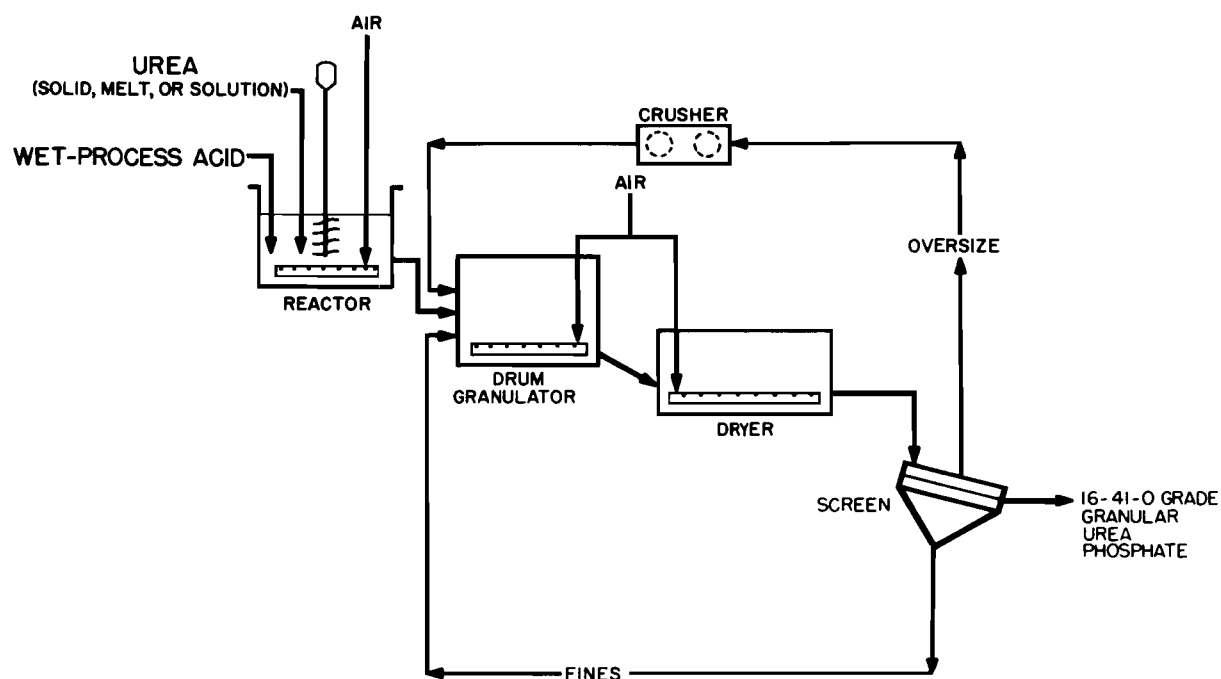 AIR
UREA
(SOLID, MELT, OR SOLUTION)
WET-PROCESS ACID
REACTOR
CRUSHER
AIR
OVERSIZE
DRUM
GRANULATOR
DRYER
SCREEN
16-41-0 GRADE
GRANULAR
UREA
PHOSPHATE
FINES